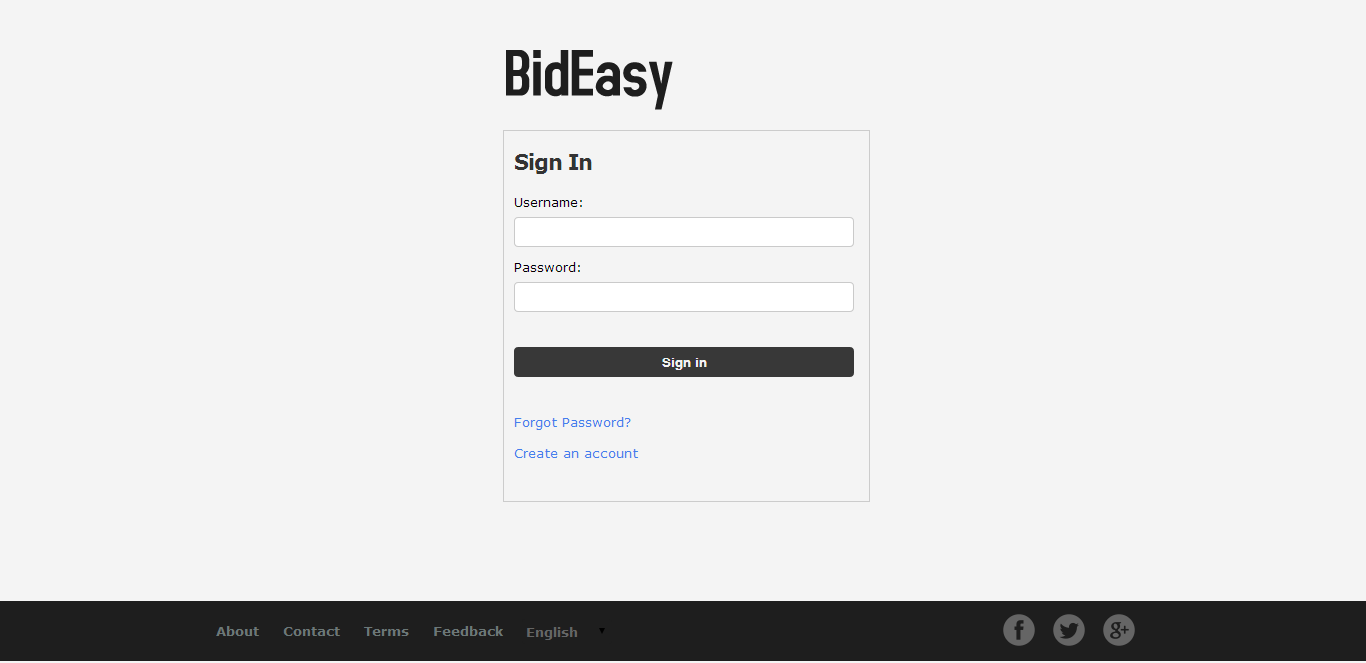 BidEasy
Sign In
Username:
Password:
Sign in
Forgot Password?
Create an account
About Contact Terms Feedback English